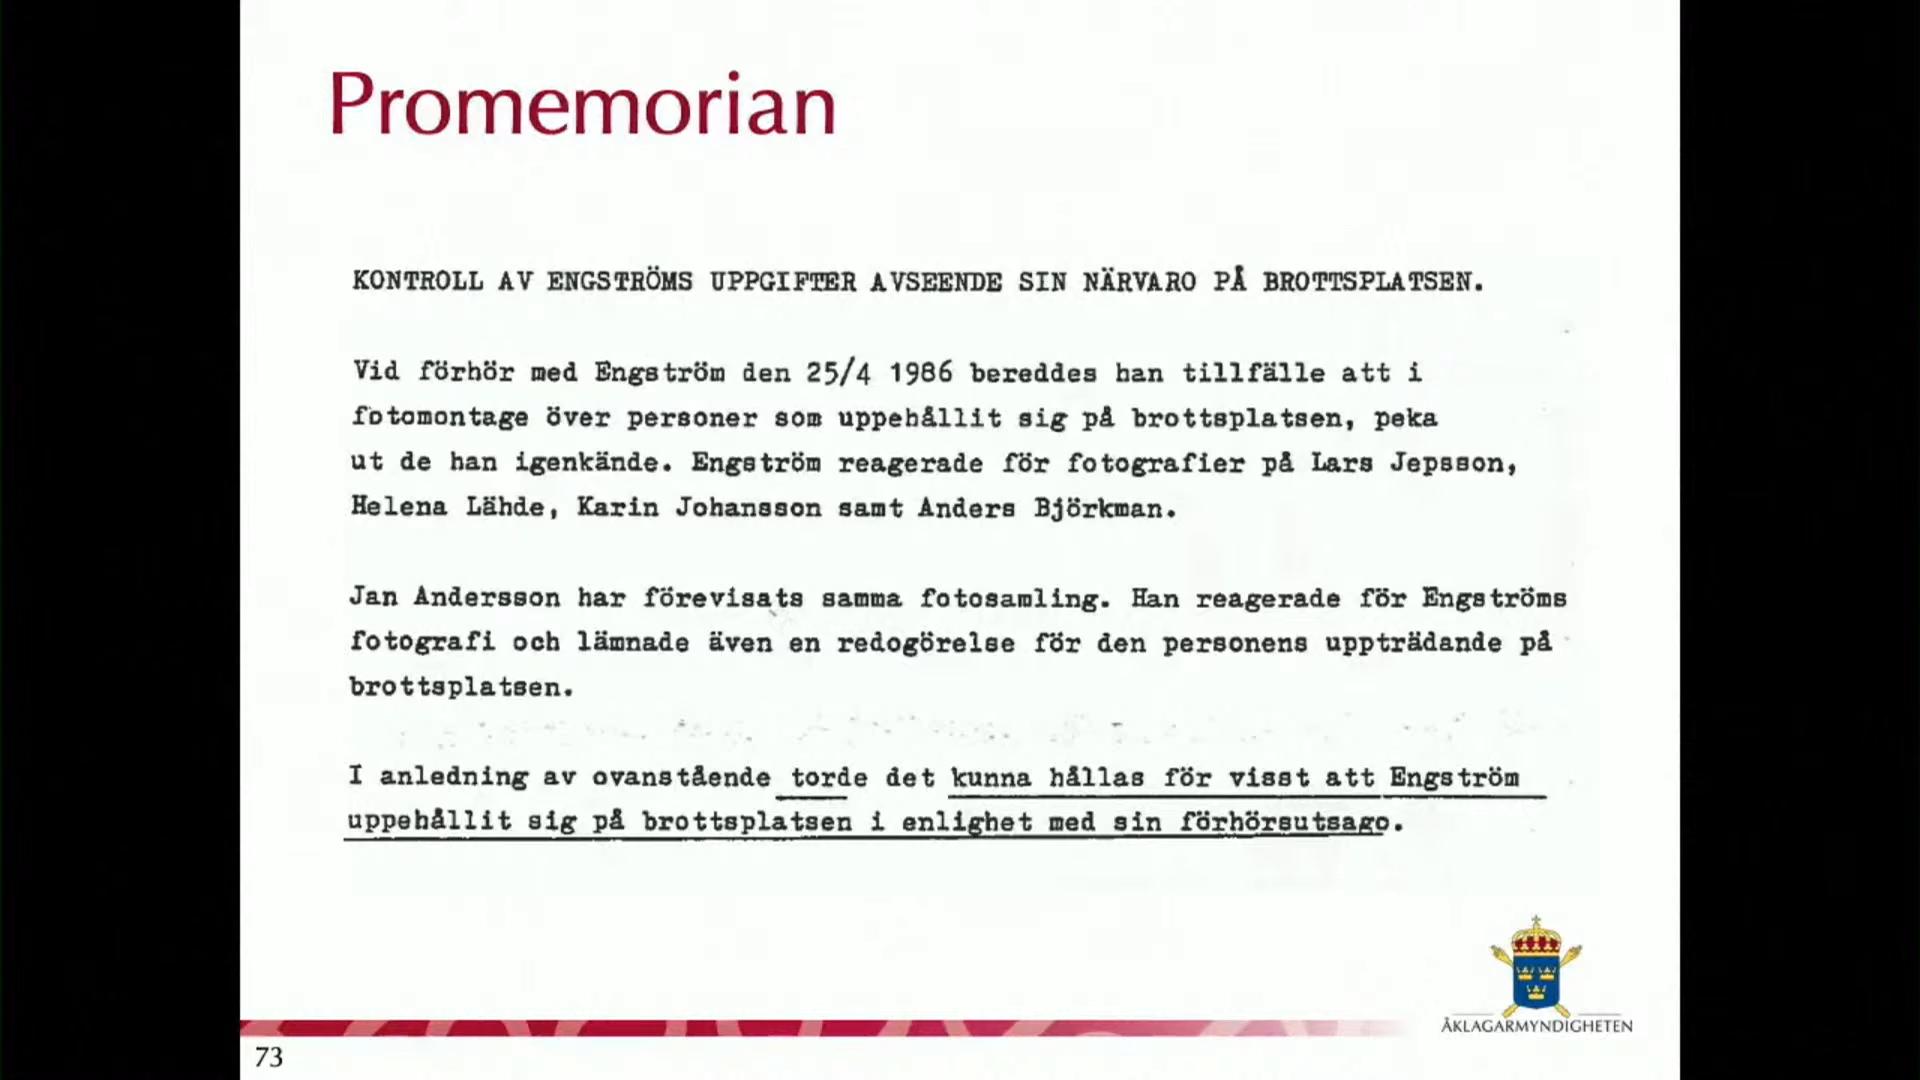 Promemorian
KONTROLL AV ENGSTRÖMS UPPGIFTER AVSEENDE SIN NÄRVARO PÅ BROTTSPLATSEN.
Vid förhör med Engström den 25/4 1986 bereddes han tillfälle att i
fotomontage över personer som uppehållit sig på brottsplatsen, peka
ut de han igenkände. Engström reagerade för fotografier på Lars Jepsson,
Helena Lähde, Karin Johansson samt Anders Björkman.
Jan Andersson har förevisats samma fotosamling. Han reagerade för Engströms
fotografi och lämnade även en redogörelse för den personens uppträdande på
brottsplatsen.
I anledning av ovanstående torde det kunna hållas för visst att Engström
uppehållit sig på brottsplatsen i enlighet med sin förhörsutsago.
ÅKLAGARMYNDIGHETEN
73